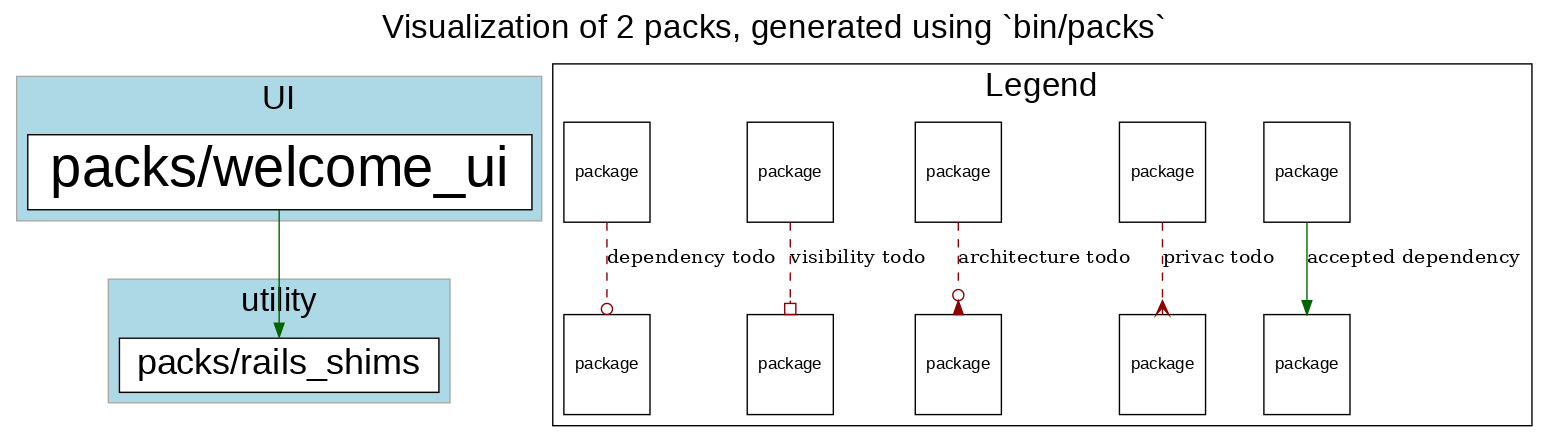 Visualization of 2 packs, generated using `bin/packs`
UI
packs/welcome_ui
utility
packs/rails_shims
Legend
package
package
package
package
package
dependency todo
visibility todo
architecture todo
privac todo
accepted dependency
package
package
package
package
package